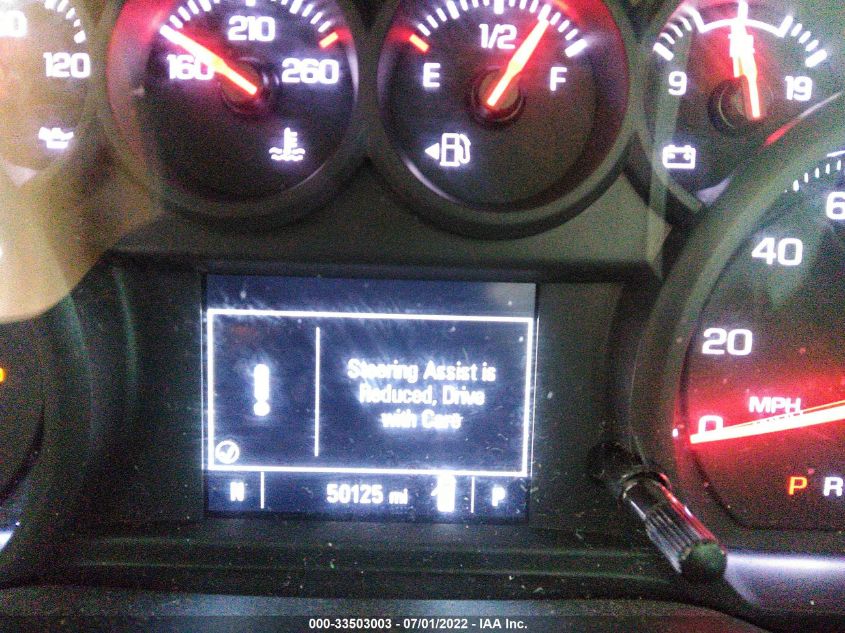 120
160 210 260
E 1/2 F
9 19
40
20
0 MPH
Steering Assist is
Reduced, Drive
with Care
N 50125 mi P
P R
000-33503003 - 07/01/2022 - IAA Inc.